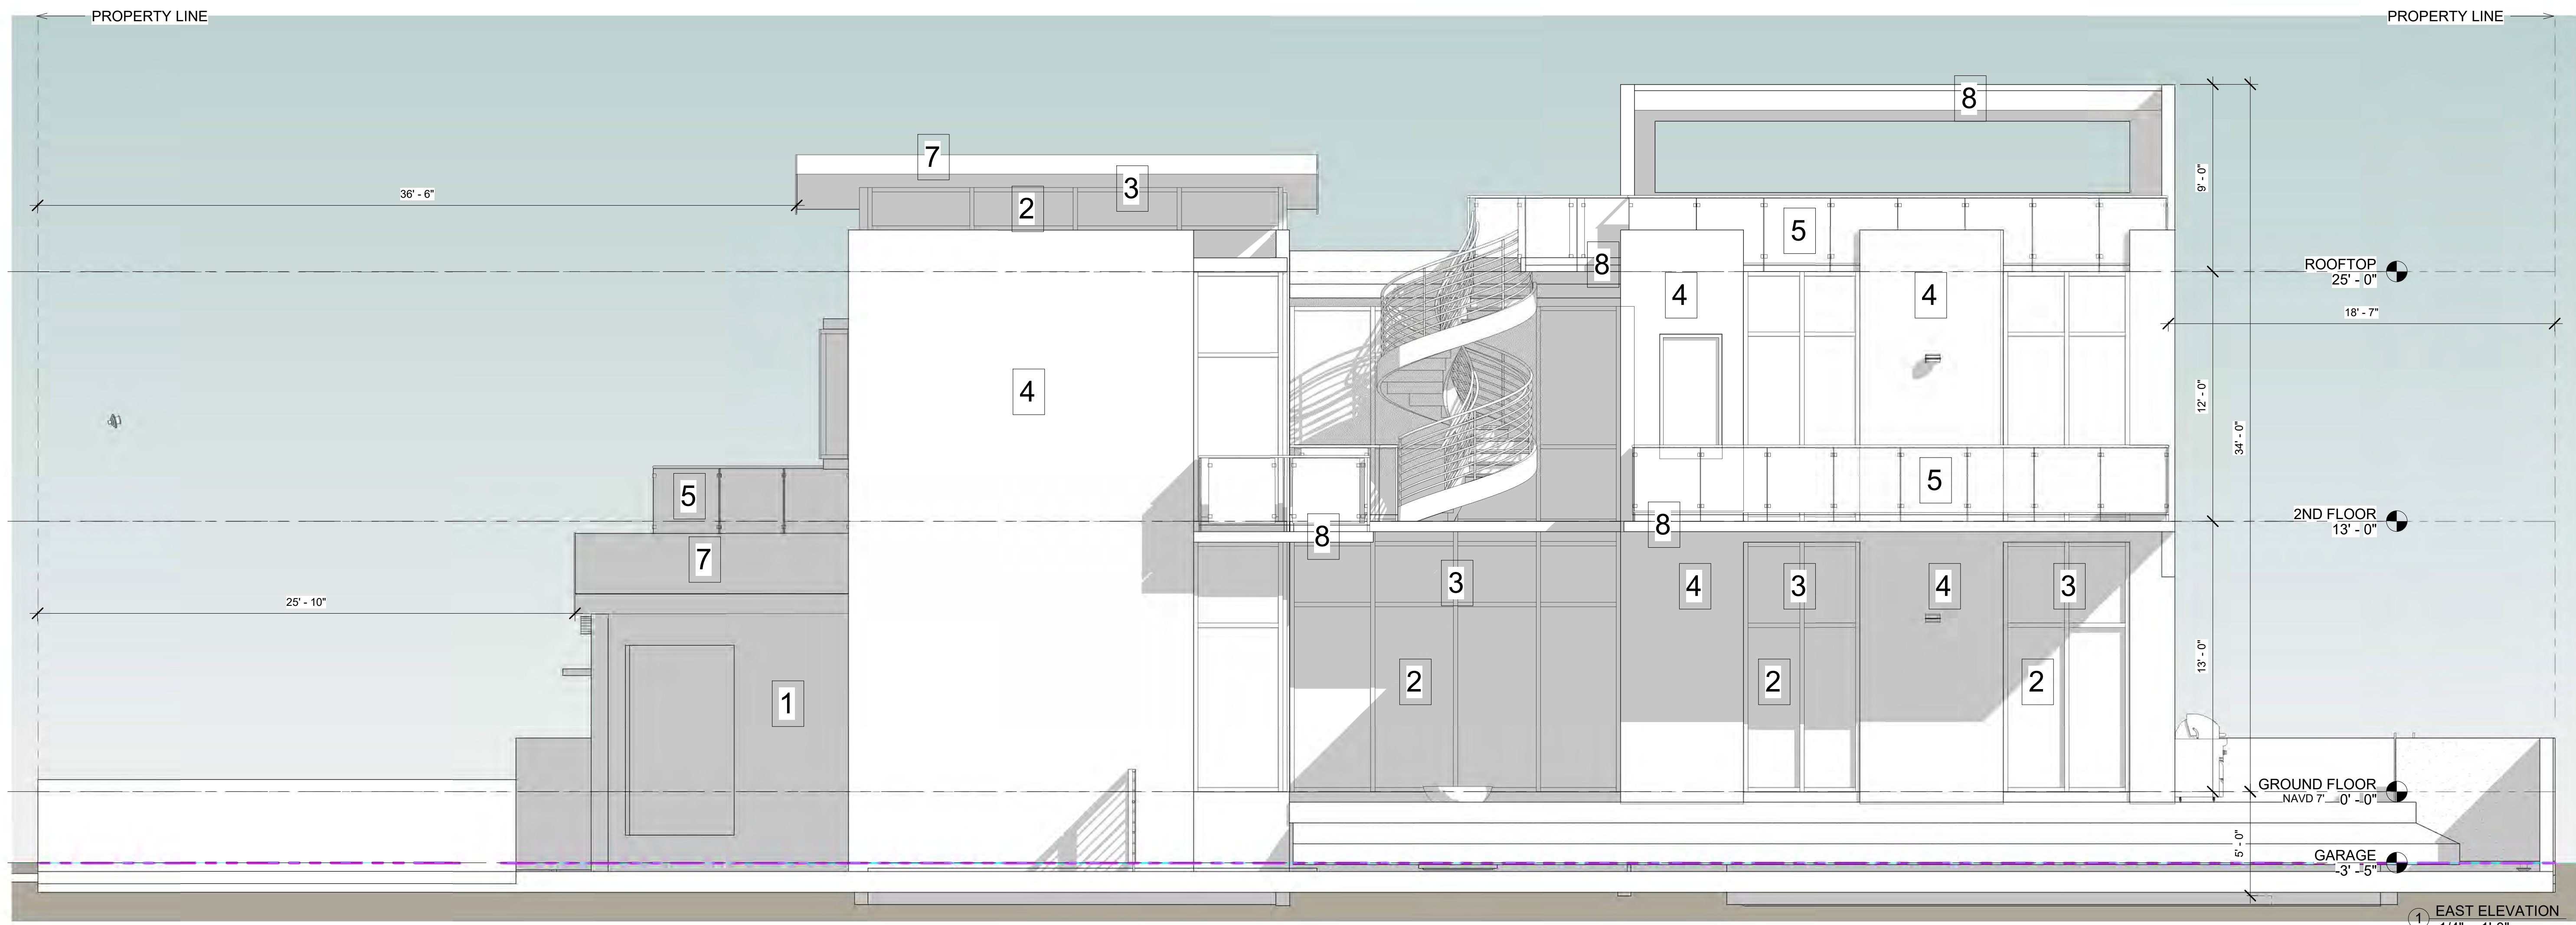 PROPERTY LINE
PROPERTY LINE
8
7
3
36' - 6"
2
9' - 0"
5
8
ROOFTOP
25' - 0"
4
4
18' - 7"
4
12' - 0"
34' - 0"
5
5
2ND FLOOR
13' - 0"
8
8
7
3
4
3
4
3
25' - 10"
1
2
2
2
13' - 0"
GROUND FLOOR
NAVD 7' 0' - 0"
5' - 0"
GARAGE
-3' - 5"
1 EAST ELEVATION